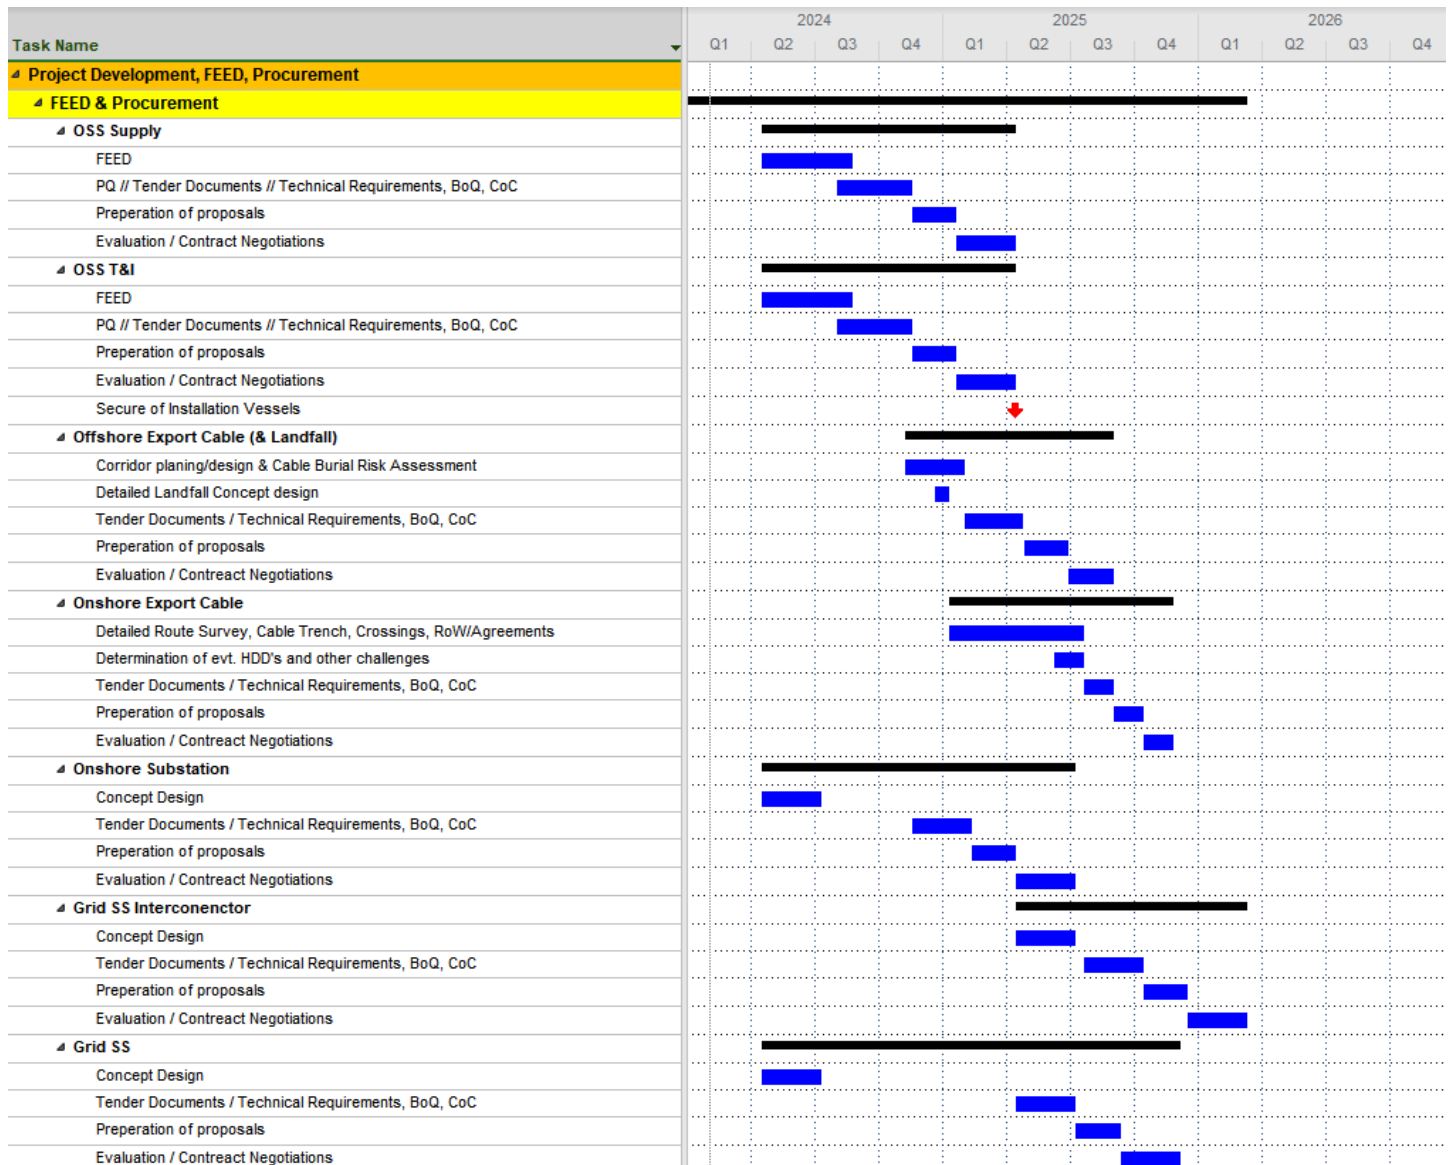 2024 2025 2026
Task Name Q1 Q2 Q3 Q4 Q1 Q2 Q3 Q4 Q1 Q2 Q3 Q4
Project Development, FEED, Procurement
FEED & Procurement
OSS Supply
FEED
PQ // Tender Documents // Technical Requirements, BoQ, CoC
Preperation of proposals
Evaluation / Contract Negotiations
OSS T&I
FEED
PQ // Tender Documents // Technical Requirements, BoQ, CoC
Preperation of proposals
Evaluation / Contract Negotiations
Secure of Installation Vessels
Offshore Export Cable (& Landfall)
Corridor planing/design & Cable Burial Risk Assessment
Detailed Landfall Concept design
Tender Documents / Technical Requirements, BoQ, CoC
Preperation of proposals
Evaluation / Contreact Negotiations
Onshore Export Cable
Detailed Route Survey, Cable Trench, Crossings, RoW/Agreements
Determination of evt. HDD's and other challenges
Tender Documents / Technical Requirements, BoQ, CoC
Preperation of proposals
Evaluation / Contreact Negotiations
Onshore Substation
Concept Design
Tender Documents / Technical Requirements, BoQ, CoC
Preperation of proposals
Evaluation / Contreact Negotiations
Grid SS Interconenctor
Concept Design
Tender Documents / Technical Requirements, BoQ, CoC
Preperation of proposals
Evaluation / Contreact Negotiations
Grid SS
Concept Design
Tender Documents / Technical Requirements, BoQ, CoC
Preperation of proposals
Evaluation / Contreact Negotiations